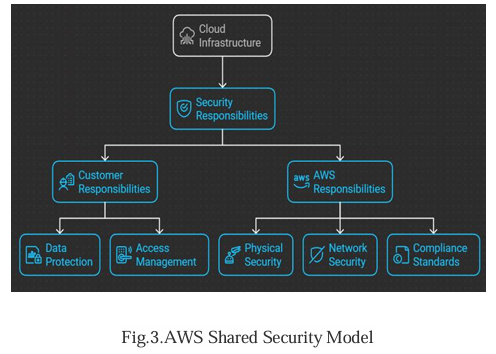 Cloud
Infrastructure
Security
Responsibilities
Customer
Responsibilities
aws
AWS
Responsibilities
Data
Protection
Access
Management
Physical
Security
Network
Security
Compliance
Standards
Fig.3.AWS Shared Security Model